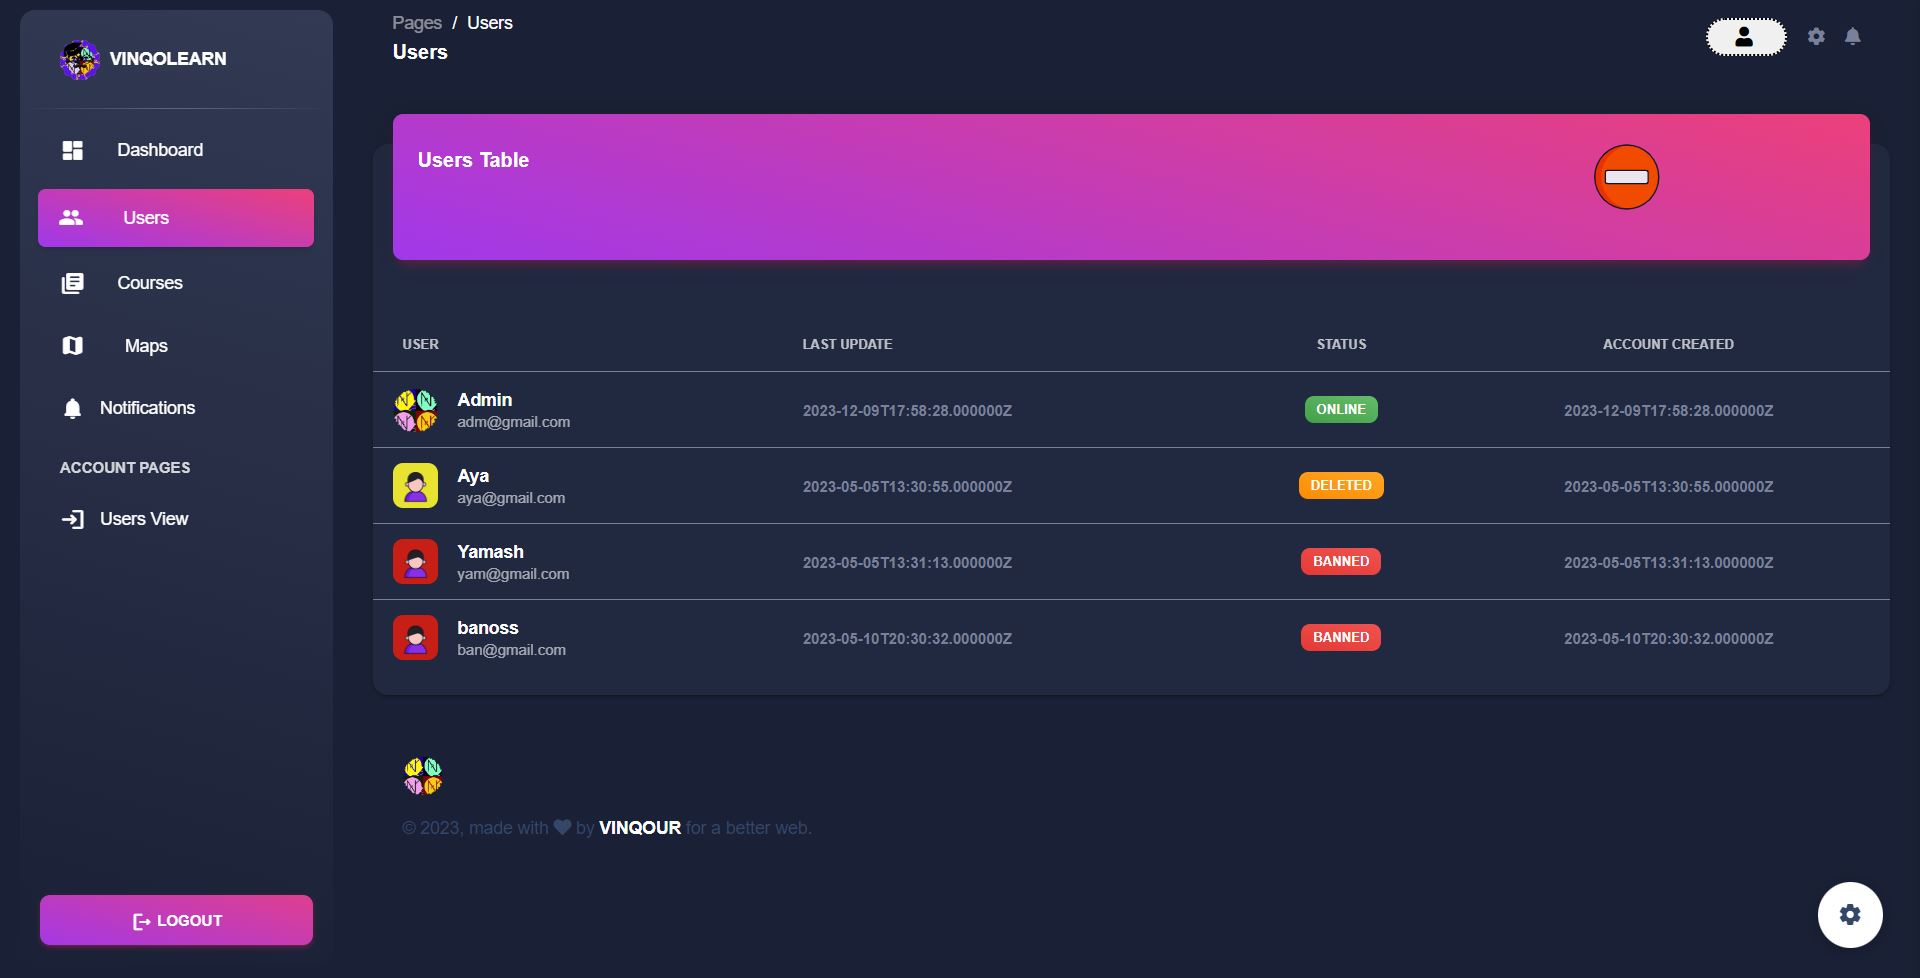 VINQOLEARN
Dashboard
Users
Courses
Maps
Notifications
ACCOUNT PAGES
Users View
LOGOUT
Pages / Users
Users
Users Table
USER LAST UPDATE STATUS ACCOUNT CREATED
Admin
adm@gmail.com
2023-12-09T17:58:28.000000Z ONLINE 2023-12-09T17:58:28.000000Z
Aya
aya@gmail.com
2023-05-05T13:30:55.000000Z DELETED 2023-05-05T13:30:55.000000Z
Yamash
yam@gmail.com
2023-05-05T13:31:13.000000Z BANNED 2023-05-05T13:31:13.000000Z
banoss
ban@gmail.com
2023-05-10T20:30:32.000000Z BANNED 2023-05-10T20:30:32.000000Z
© 2023, made with by VINQOUR for a better web.